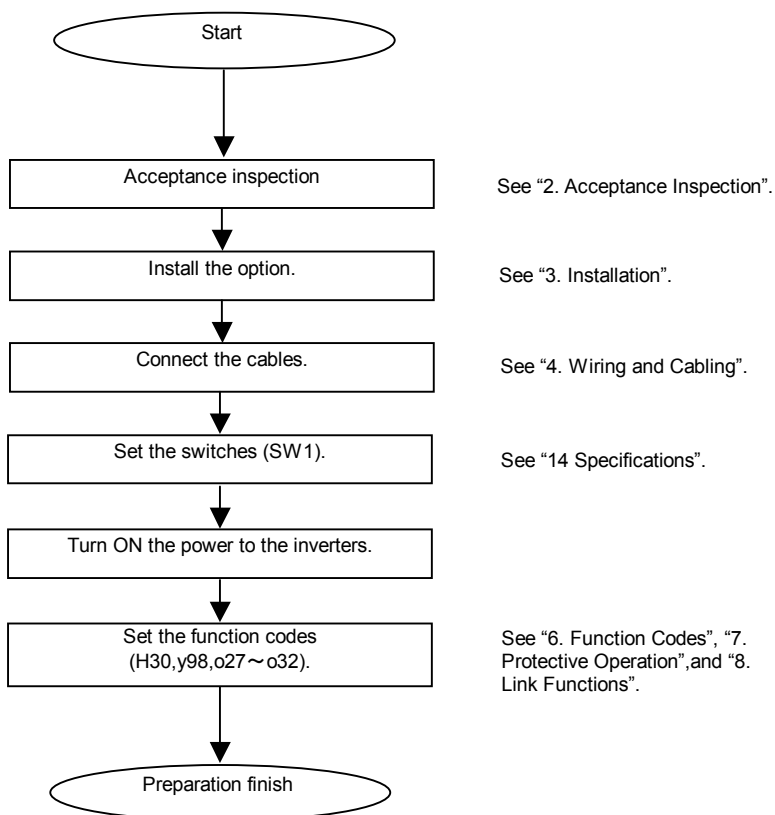 Start
Acceptance inspection
See “2. Acceptance Inspection”.
Install the option.
See “3. Installation”.
Connect the cables.
See “4. Wiring and Cabling”.
Set the switches (SW1).
See “14 Specifications”.
Turn ON the power to the inverters.
Set the function codes
(H30,y98,o27～o32).
See “6. Function Codes”, “7.
Protective Operation”,and “8.
Link Functions”.
Preparation finish